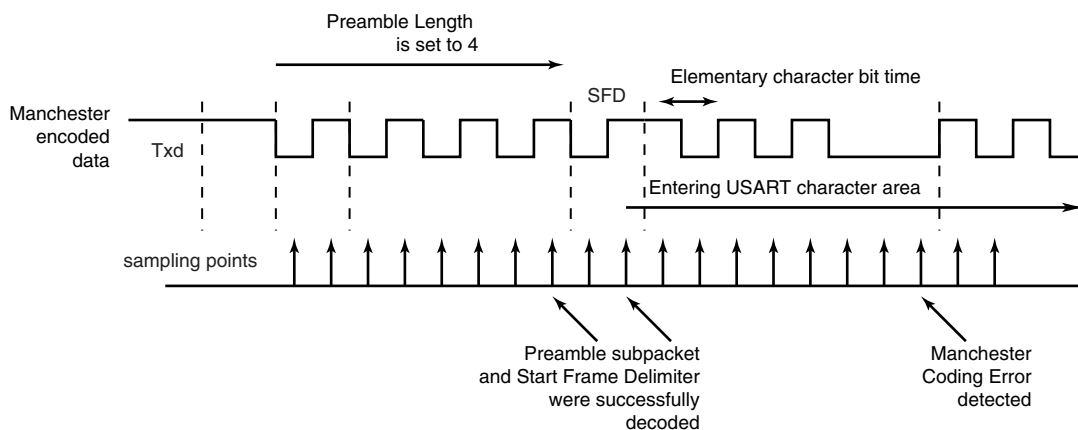 Preamble Length
is set to 4
Elementary character bit time
SFD
Manchester
encoded
data
Txd
Entering USART character area
sampling points
Preamble subpacket
and Start Frame Delimiter
were successfully
decoded
Manchester
Coding Error
detected